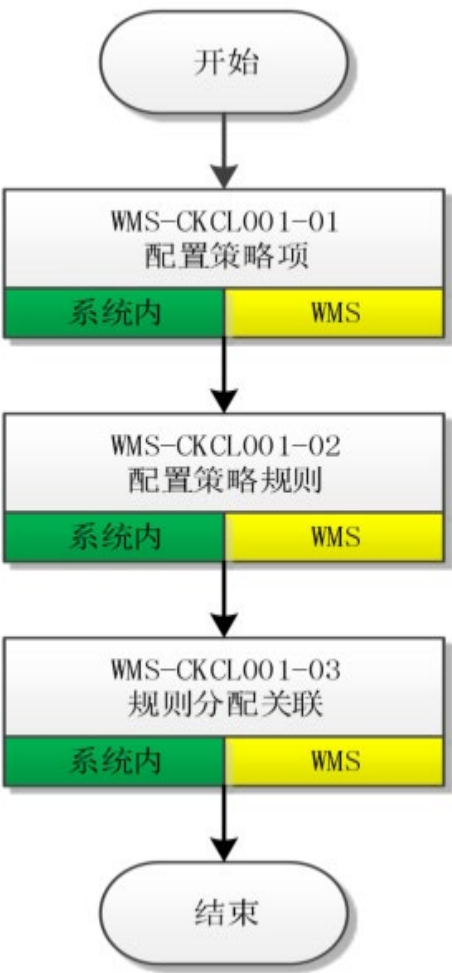 开始
WMS-CKCL001-01
配置策略项
系统内 WMS
WMS-CKCL001-02
配置策略规则
系统内 WMS
WMS-CKCL001-03
规则分配关联
系统内 WMS
结束